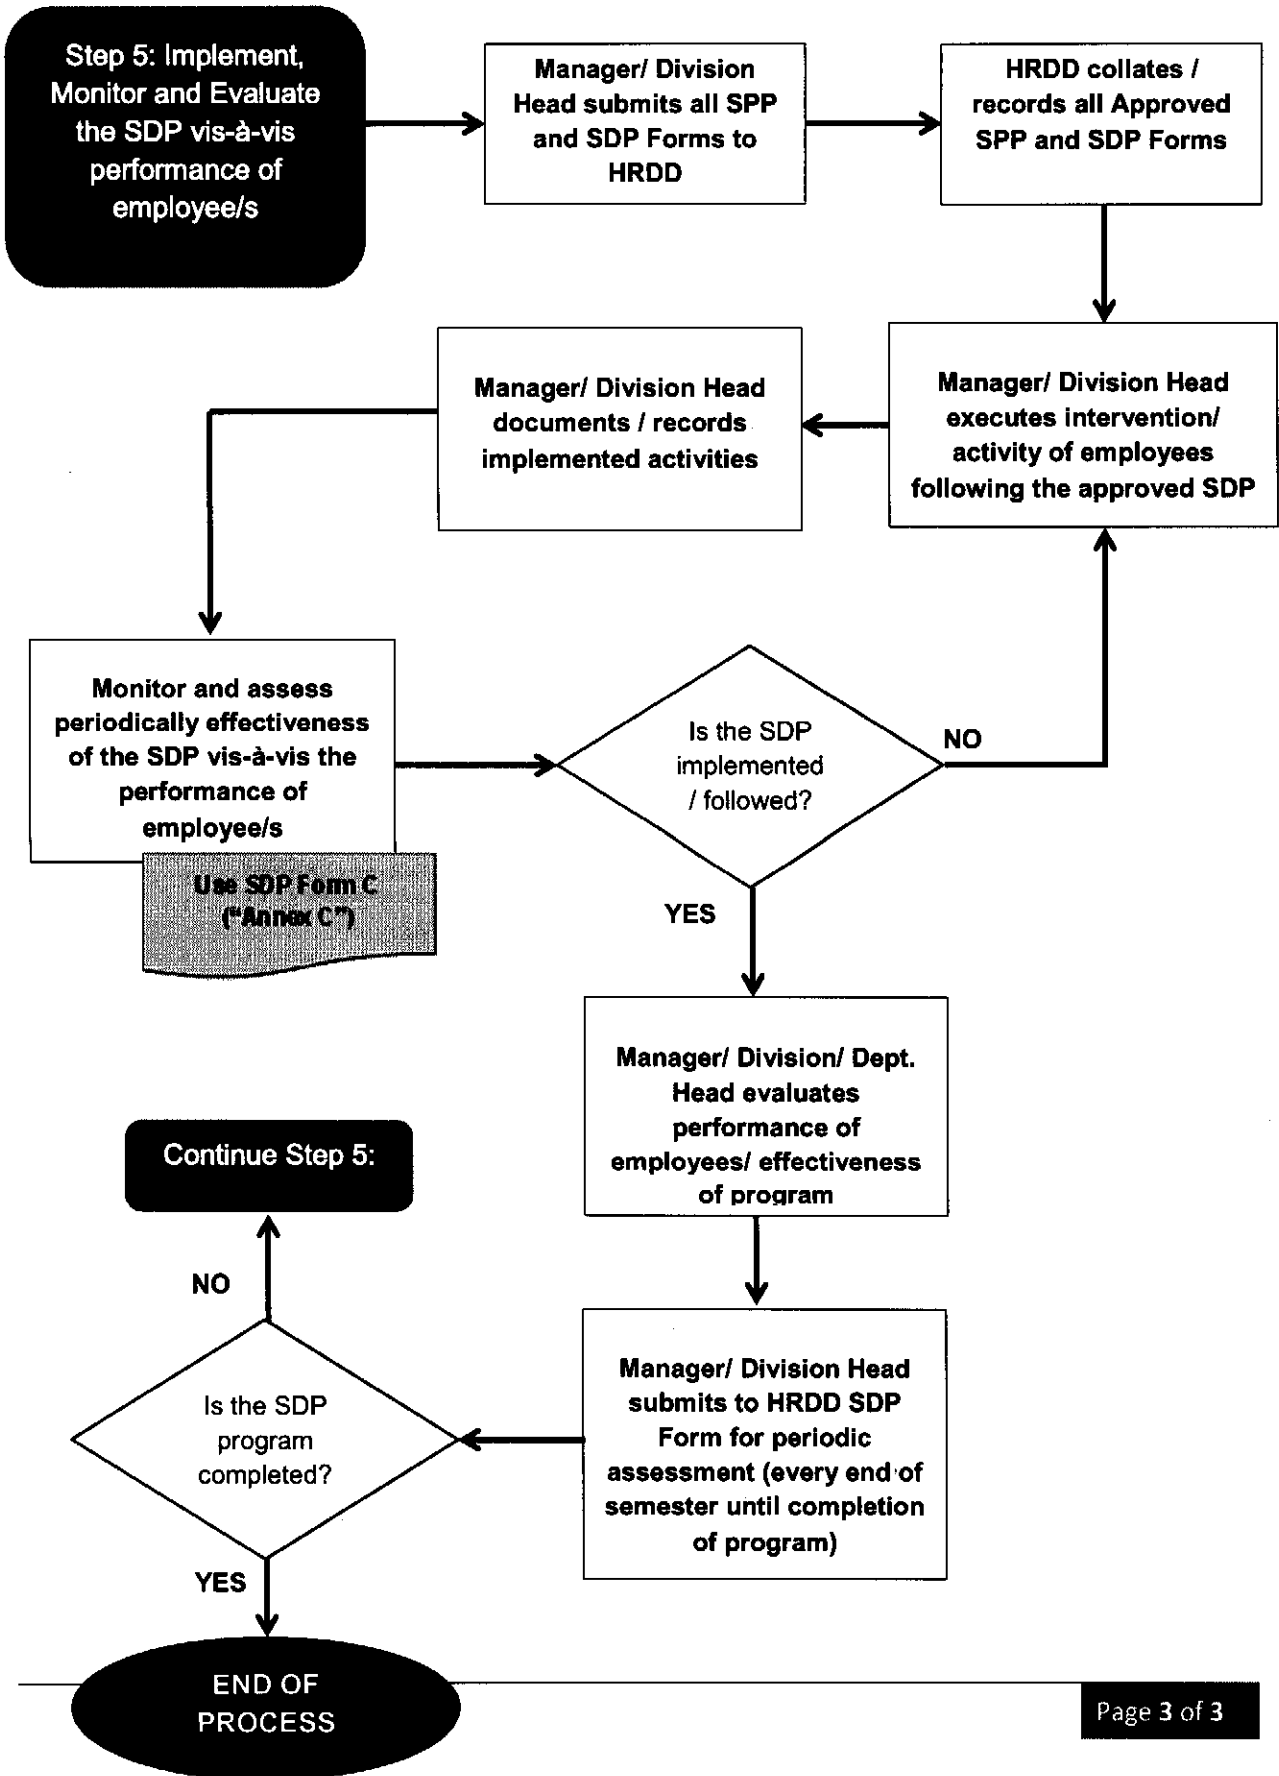 Step 5: Implement,
Monitor and Evaluate
the SDP vis-à-vis
performance of
employee/s
Manager/ Division
Head submits all SPP
and SDP Forms to
HRDD
HRDD collates /
records all Approved
SPP and SDP Forms
Manager/ Division Head
executes intervention/
activity of employees
following the approved SDP
Manager/ Division Head
documents / records
implemented activities
Monitor and assess
periodically effectiveness
of the SDP vis-à-vis the
performance of
employee/s
Use SDP Form C
("Annex C")
Is the SDP
implemented
/ followed?
NO
YES
Manager/ Division/ Dept.
Head evaluates
performance of
employees/ effectiveness
of program
Manager/ Division Head
submits to HRDD SDP
Form for periodic
assessment (every end of
semester until completion
of program)
Is the SDP
program
completed?
NO
Continue Step 5:
YES
END OF
PROCESS
Page 3 of 3